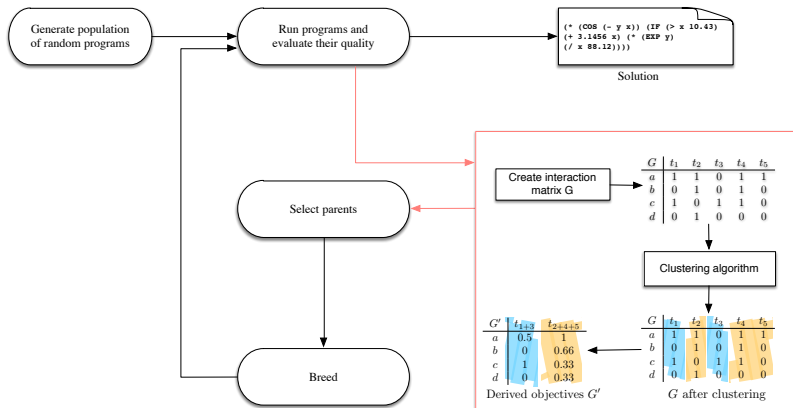 Generate population
of random programs
Run programs and
evaluate their quality
(* (COS (- y x)) (IF (> x 10.43)
(+ 3.1456 x) (* (EXP y)
(/ x 88.12))))
Solution
Create interaction
matrix G
G t1 t2 t3 t4 t5
a 1 1 0 1 1
b 0 1 0 1 0
c 1 0 1 1 0
d 0 1 0 0 0
Select parents
Clustering algorithm
G t1 t2 t3 t4 t5
a 1 1 0 1 1
b 0 1 0 1 0
c 1 0 1 1 0
d 0 1 0 0 0
G after clustering
G′ t1+3 t2+4+5
a 0.5 1
b 0 0.66
c 1 0.33
d 0 0.33
Derived objectives G′
Breed